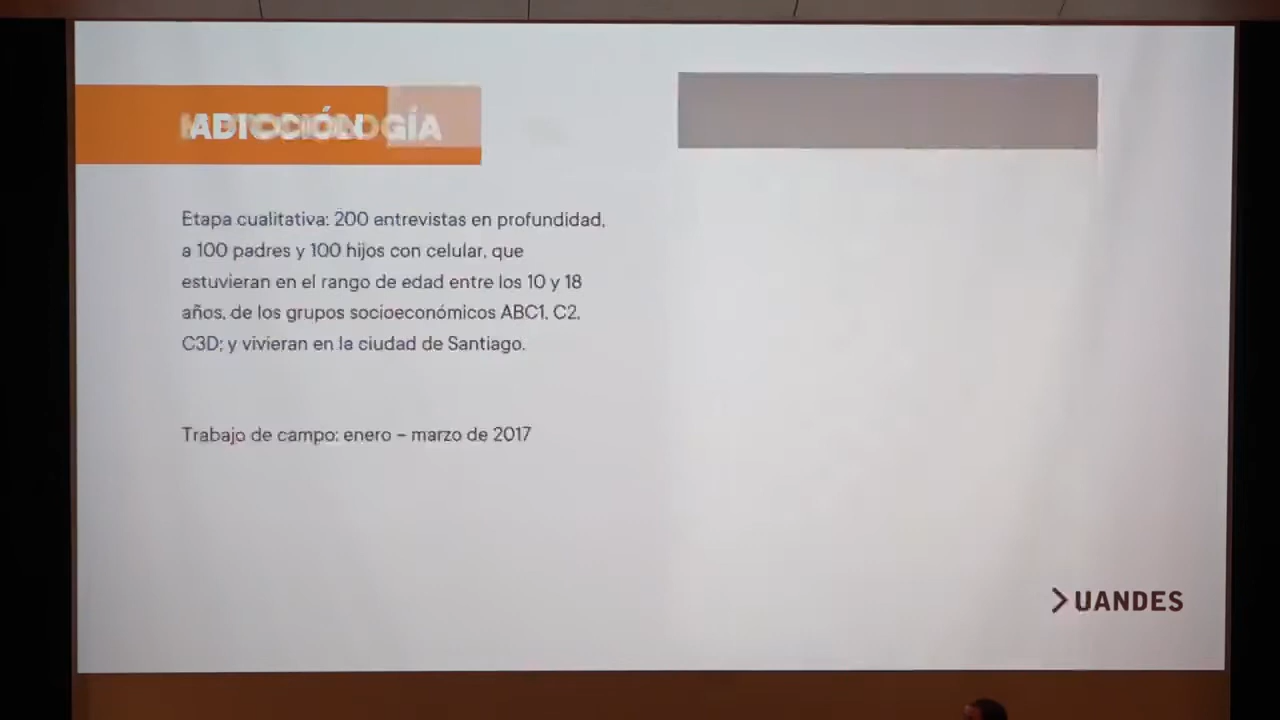 ADICCIÓN
Etapa cualitativa: 200 entrevistas en profundidad,
a 100 padres y 100 hijos con celular, que
estuvieran en el rango de edad entre los 10 y 18
años, de los grupos socioeconómicos ABC1, C2,
C3D; y vivieran en la ciudad de Santiago.
Trabajo de campo: enero – marzo de 2017
UANDES